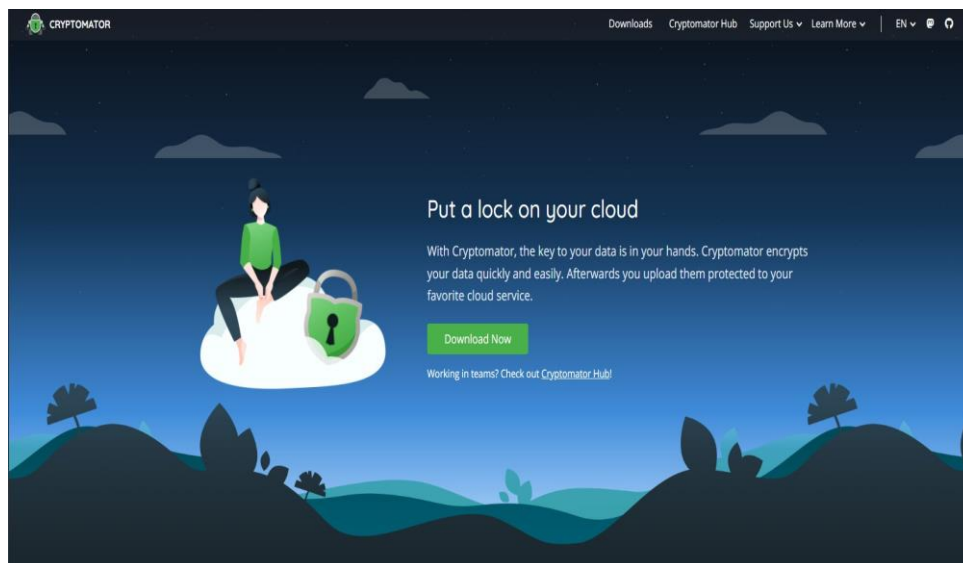 CRYPTOMATOR
Downloads Cryptomator Hub Support Us Learn More EN
Put a lock on your cloud
With Cryptomator, the key to your data is in your hands. Cryptomator encrypts
your data quickly and easily. Afterwards you upload them protected to your
favorite cloud service.
Download Now
Working in teams? Check out Cryptomator Hub!